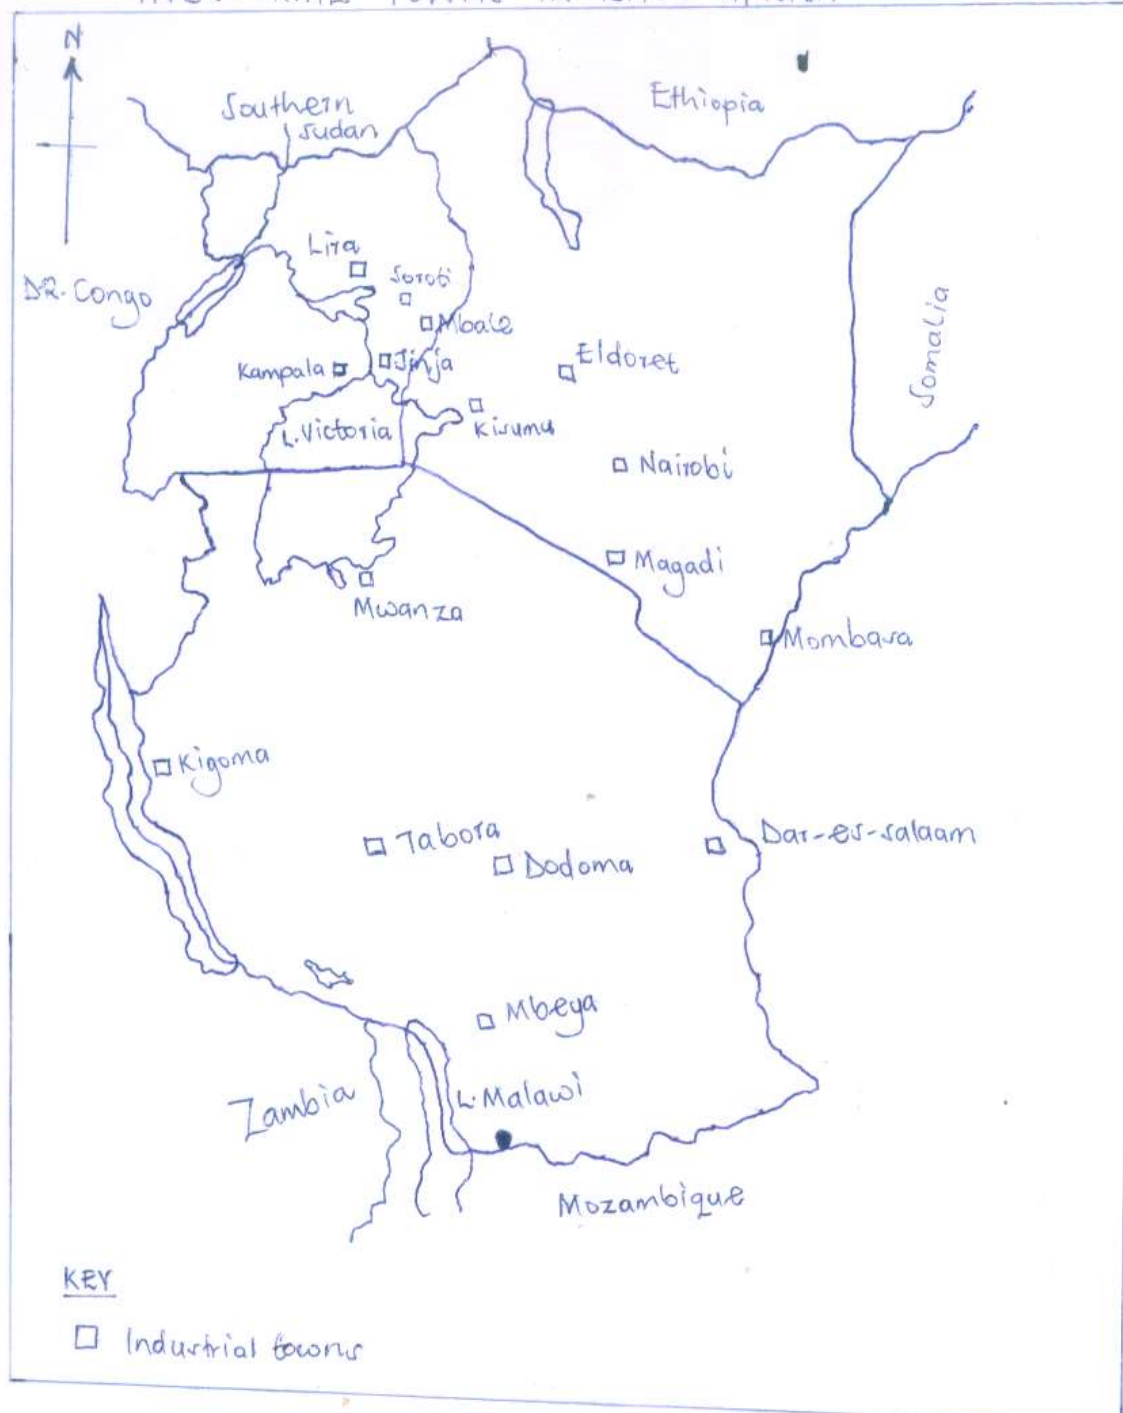 N
Southern
Sudan
Ethiopia
D.R. Congo
Lira
Soroti
Mbale
Somalia
Kampala
Jinja
Eldoret
L. Victoria
Kisumu
Nairobi
Magadi
Mwanza
Mombasa
Kigoma
Tabora
Dodoma
Dar-es-salaam
Mbeya
Zambia
L. Malawi
Mozambique
KEY
Industrial towns